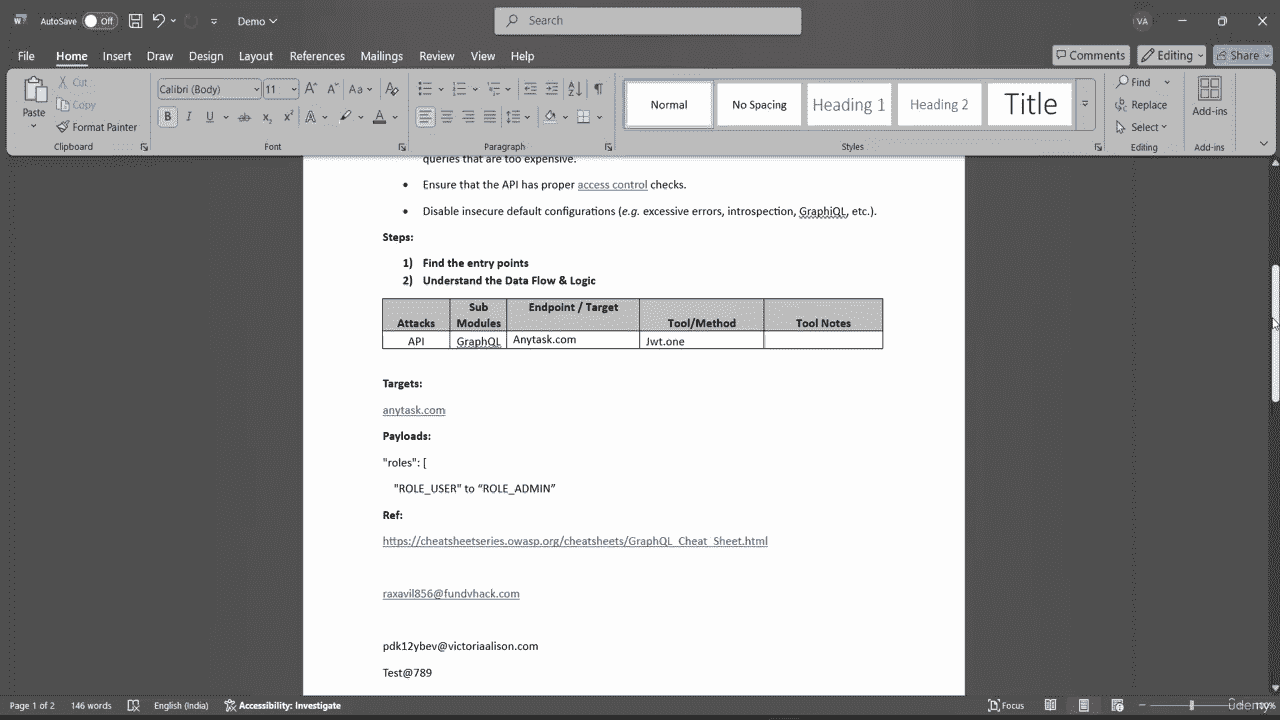 AutoSave Off Demo Search VA
File Home Insert Draw Design Layout References Mailings Review View Help Comments Editing Share
Paste Cut Copy Format Painter Clipboard
Calibri (Body) 11 Font
Paragraph
Normal No Spacing Heading 1 Heading 2 Title Styles
Find Replace Select Editing
Add-ins Add-ins
queries that are too expensive.
Ensure that the API has proper access control checks.
Disable insecure default configurations (e.g. excessive errors, introspection, GraphiQL, etc.).
Steps:
1) Find the entry points
2) Understand the Data Flow & Logic
Attacks Sub Modules Endpoint / Target Tool/Method Tool Notes
API GraphQL Anytask.com Jwt.one
Targets:
anytask.com
Payloads:
"roles": [
"ROLE_USER" to “ROLE_ADMIN”
Ref:
https://cheatsheetseries.owasp.org/cheatsheets/GraphQL_Cheat_Sheet.html
raxavil856@fundvhack.com
pdk12ybev@victoriaalison.com
Test@789
Page 1 of 2 146 words English (India) Accessibility: Investigate Focus